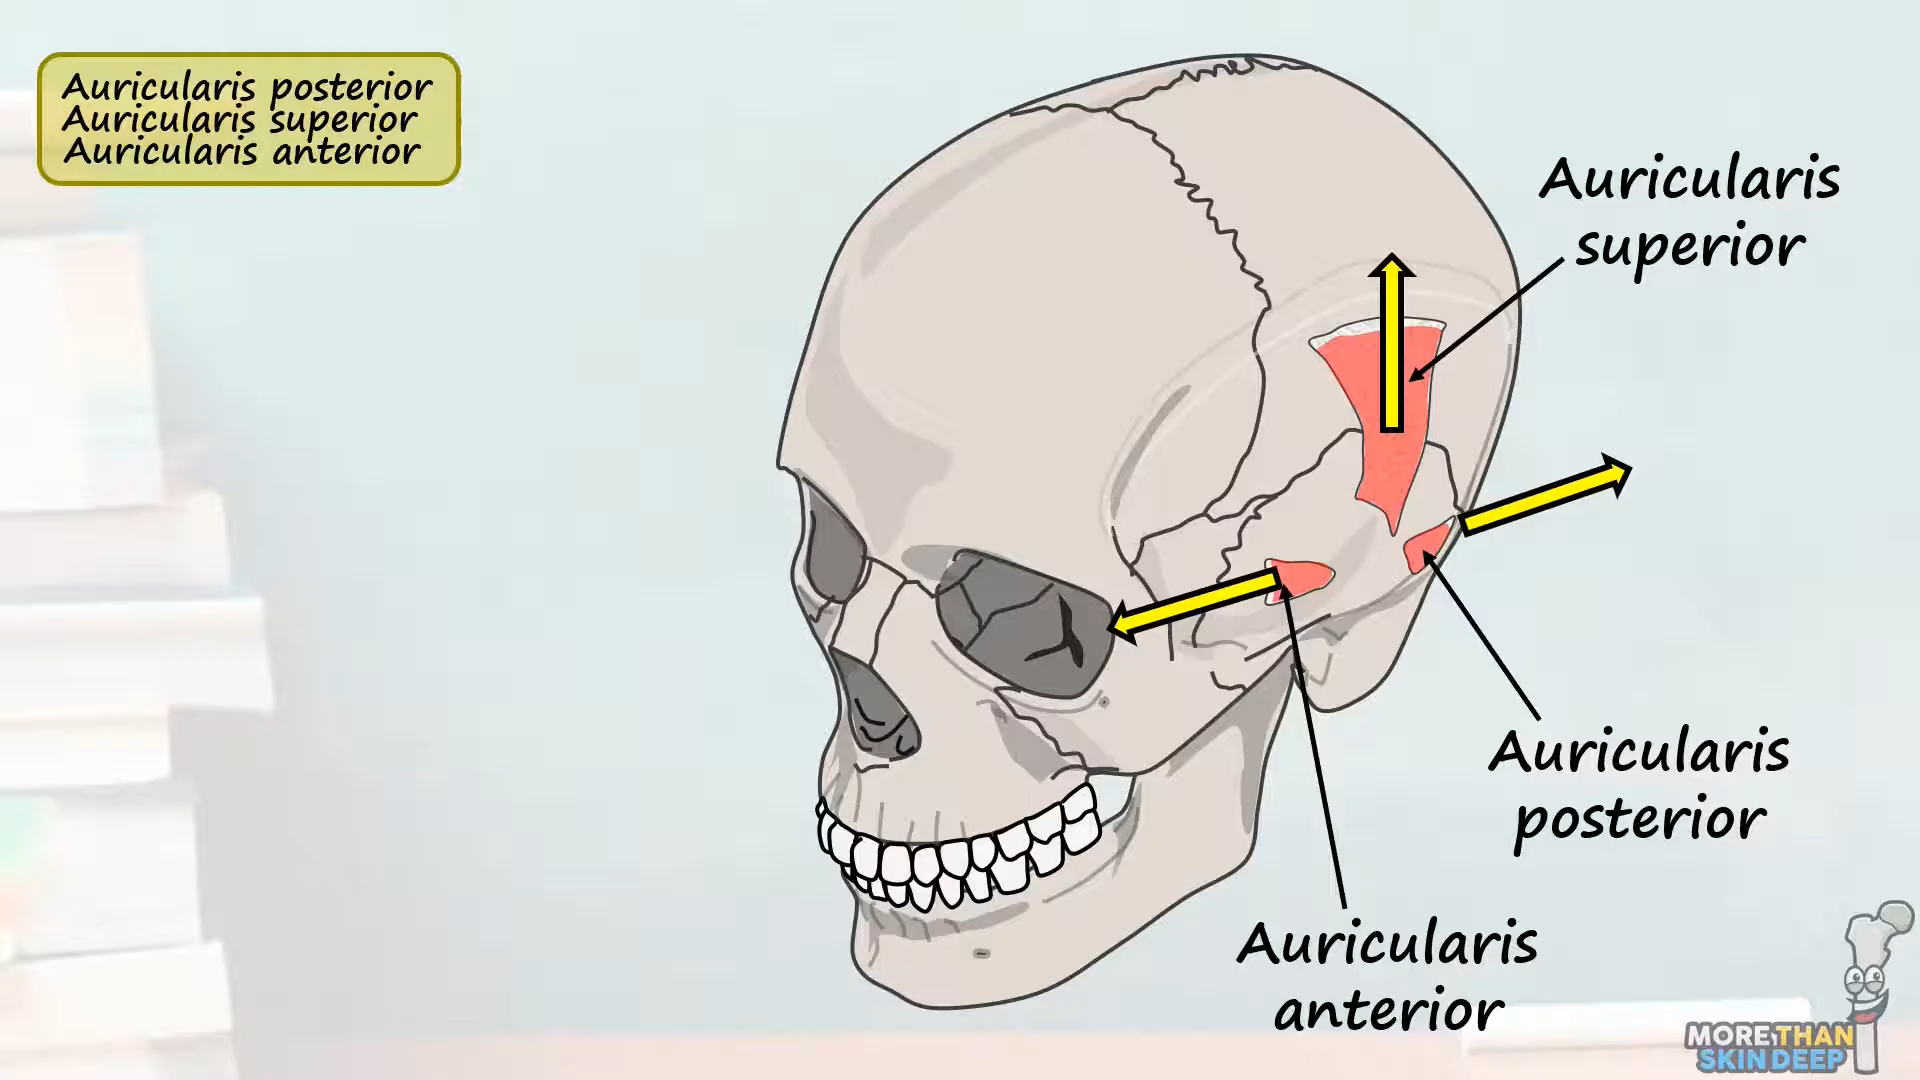 Auricularis posterior
Auricularis superior
Auricularis anterior
Auricularis
superior
Auricularis
posterior
Auricularis
anterior
MORE THAN
SKIN DEEP